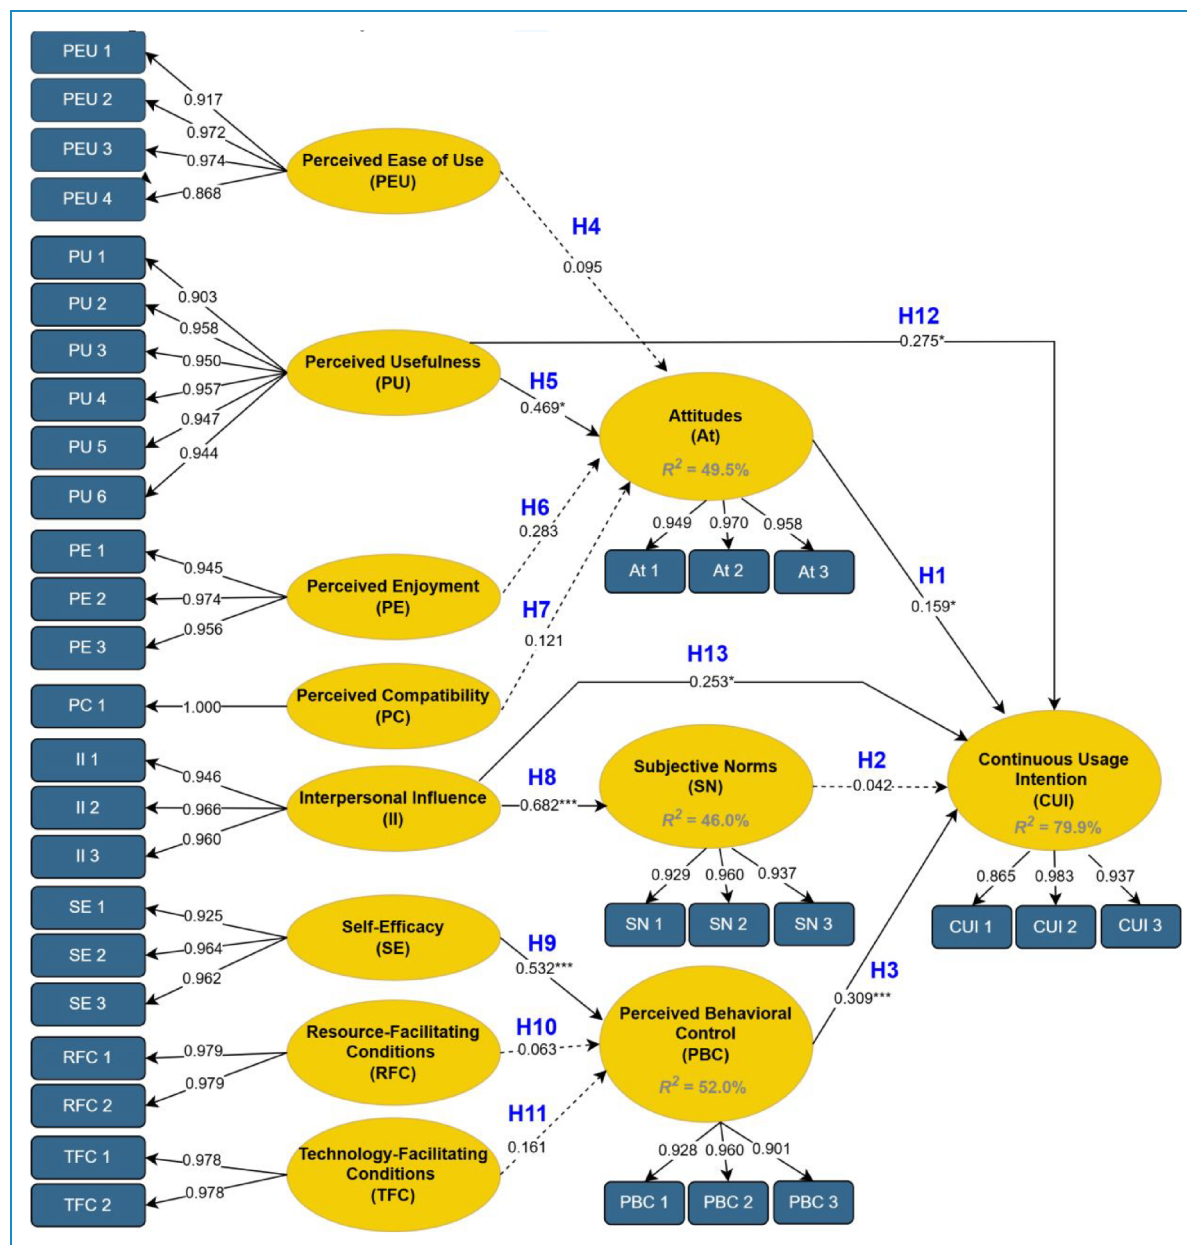 PEU 1
PEU 2
PEU 3
PEU 4
0.917
0.972
0.974
0.868
Perceived Ease of Use
(PEU)
H4
0.095
PU 1
PU 2
PU 3
PU 4
PU 5
PU 6
0.903
0.958
0.950
0.957
0.947
0.944
Perceived Usefulness
(PU)
H12
0.275*
H5
0.469*
Attitudes
(At)
R² = 49.5%
0.949
0.970
0.958
At 1
At 2
At 3
PE 1
PE 2
PE 3
0.945
0.974
0.956
Perceived Enjoyment
(PE)
H6
0.283
H7
0.121
H1
0.159*
PC 1
1.000
Perceived Compatibility
(PC)
H13
0.253*
II 1
II 2
II 3
0.946
0.966
0.960
Interpersonal Influence
(II)
H8
0.682***
Subjective Norms
(SN)
R² = 46.0%
H2
0.042
Continuous Usage
Intention
(CUI)
R² = 79.9%
0.929
0.960
0.937
SN 1
SN 2
SN 3
0.865
0.983
0.937
CUI 1
CUI 2
CUI 3
SE 1
SE 2
SE 3
0.925
0.964
0.962
Self-Efficacy
(SE)
H9
0.532***
H3
0.309***
RFC 1
RFC 2
0.979
0.979
Resource-Facilitating
Conditions
(RFC)
H10
0.063
Perceived Behavioral
Control
(PBC)
R² = 52.0%
TFC 1
TFC 2
0.978
0.978
Technology-Facilitating
Conditions
(TFC)
H11
0.161
0.928
0.960
0.901
PBC 1
PBC 2
PBC 3